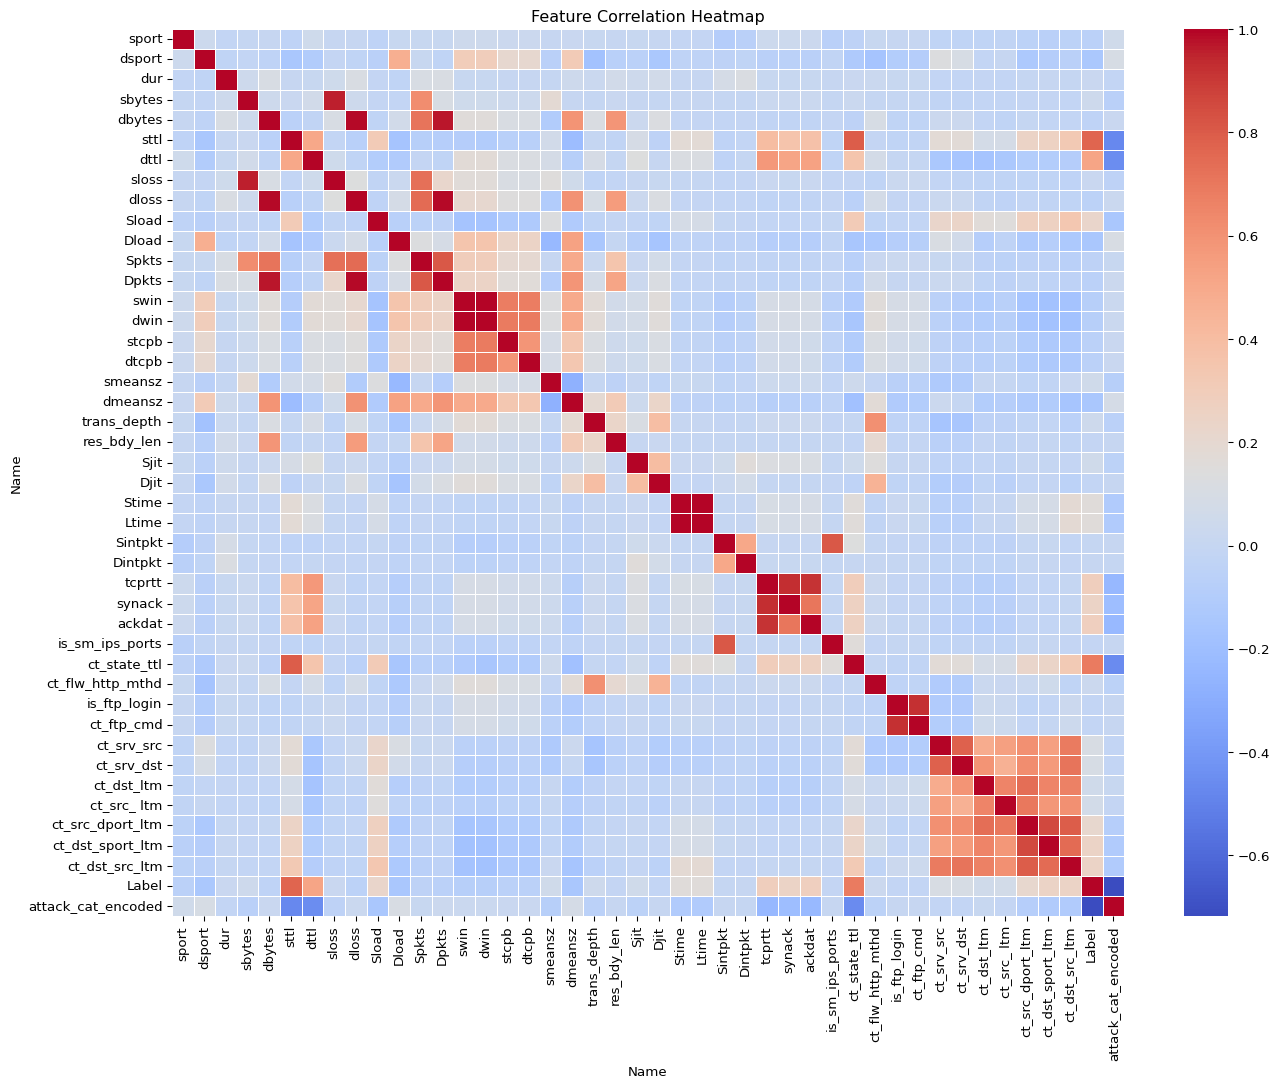 Feature Correlation Heatmap
Name
sport
dsport
dur
sbytes
dbytes
sttl
dttl
sloss
dloss
Sload
Dload
Spkts
Dpkts
swin
dwin
stcpb
dtcpb
smeansz
dmeansz
trans_depth
res_bdy_len
Sjit
Djit
Stime
Ltime
Sintpkt
Dintpkt
tcprtt
synack
ackdat
is_sm_ips_ports
ct_state_ttl
ct_flw_http_mthd
is_ftp_login
ct_ftp_cmd
ct_srv_src
ct_srv_dst
ct_dst_ltm
ct_src_ ltm
ct_src_dport_ltm
ct_dst_sport_ltm
ct_dst_src_ltm
Label
attack_cat_encoded
sport
dsport
dur
sbytes
dbytes
sttl
dttl
sloss
dloss
Sload
Dload
Spkts
Dpkts
swin
dwin
stcpb
dtcpb
smeansz
dmeansz
trans_depth
res_bdy_len
Sjit
Djit
Stime
Ltime
Sintpkt
Dintpkt
tcprtt
synack
ackdat
is_sm_ips_ports
ct_state_ttl
ct_flw_http_mthd
is_ftp_login
ct_ftp_cmd
ct_srv_src
ct_srv_dst
ct_dst_ltm
ct_src_ ltm
ct_src_dport_ltm
ct_dst_sport_ltm
ct_dst_src_ltm
Label
attack_cat_encoded
Name
1.0
0.8
0.6
0.4
0.2
0.0
−0.2
−0.4
−0.6